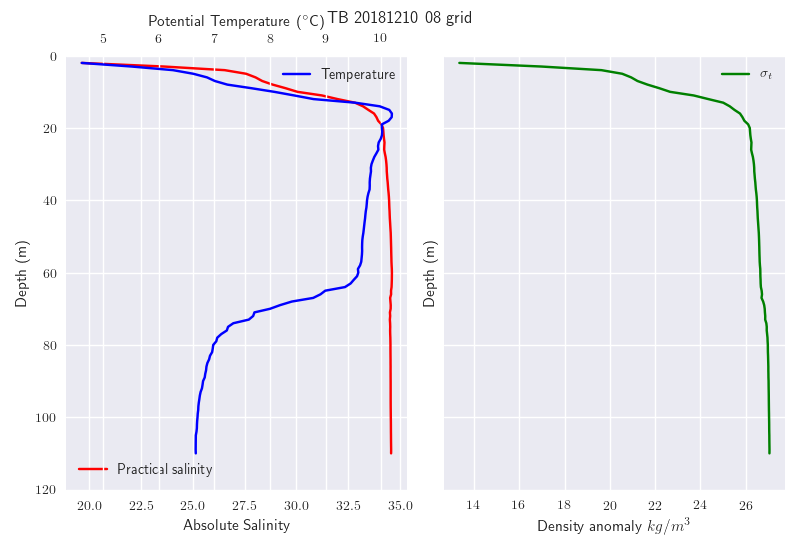 TB 20181210 08 grid
Potential Temperature (°C)
5 6 7 8 9 10
Temperature
Practical salinity
Depth (m)
0
20
40
60
80
100
120
20.0 22.5 25.0 27.5 30.0 32.5 35.0
Absolute Salinity
σt
Depth (m)
14 16 18 20 22 24 26
Density anomaly kg/m³